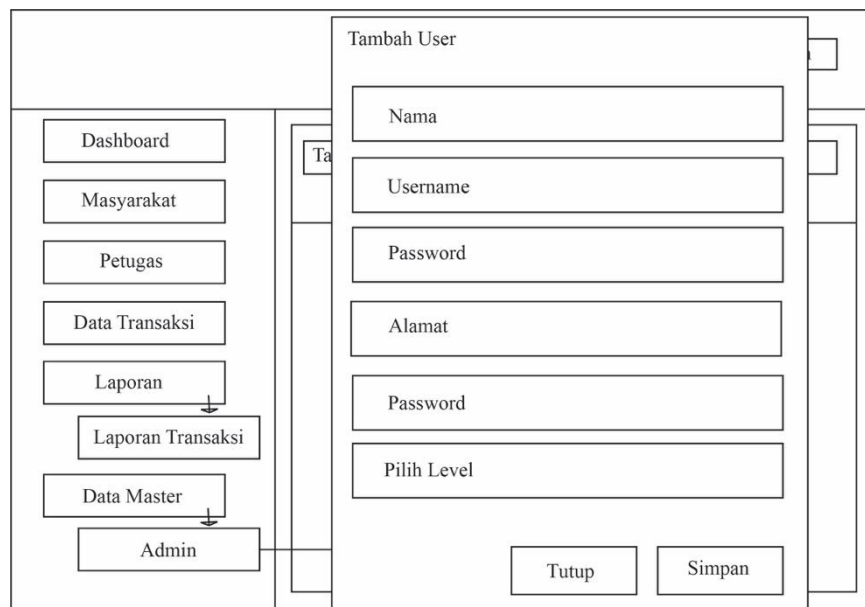 Tambah User
Nama
Username
Password
Alamat
Password
Pilih Level
Tutup
Simpan
Dashboard
Masyarakat
Petugas
Data Transaksi
Laporan
Laporan Transaksi
Data Master
Admin
Ta